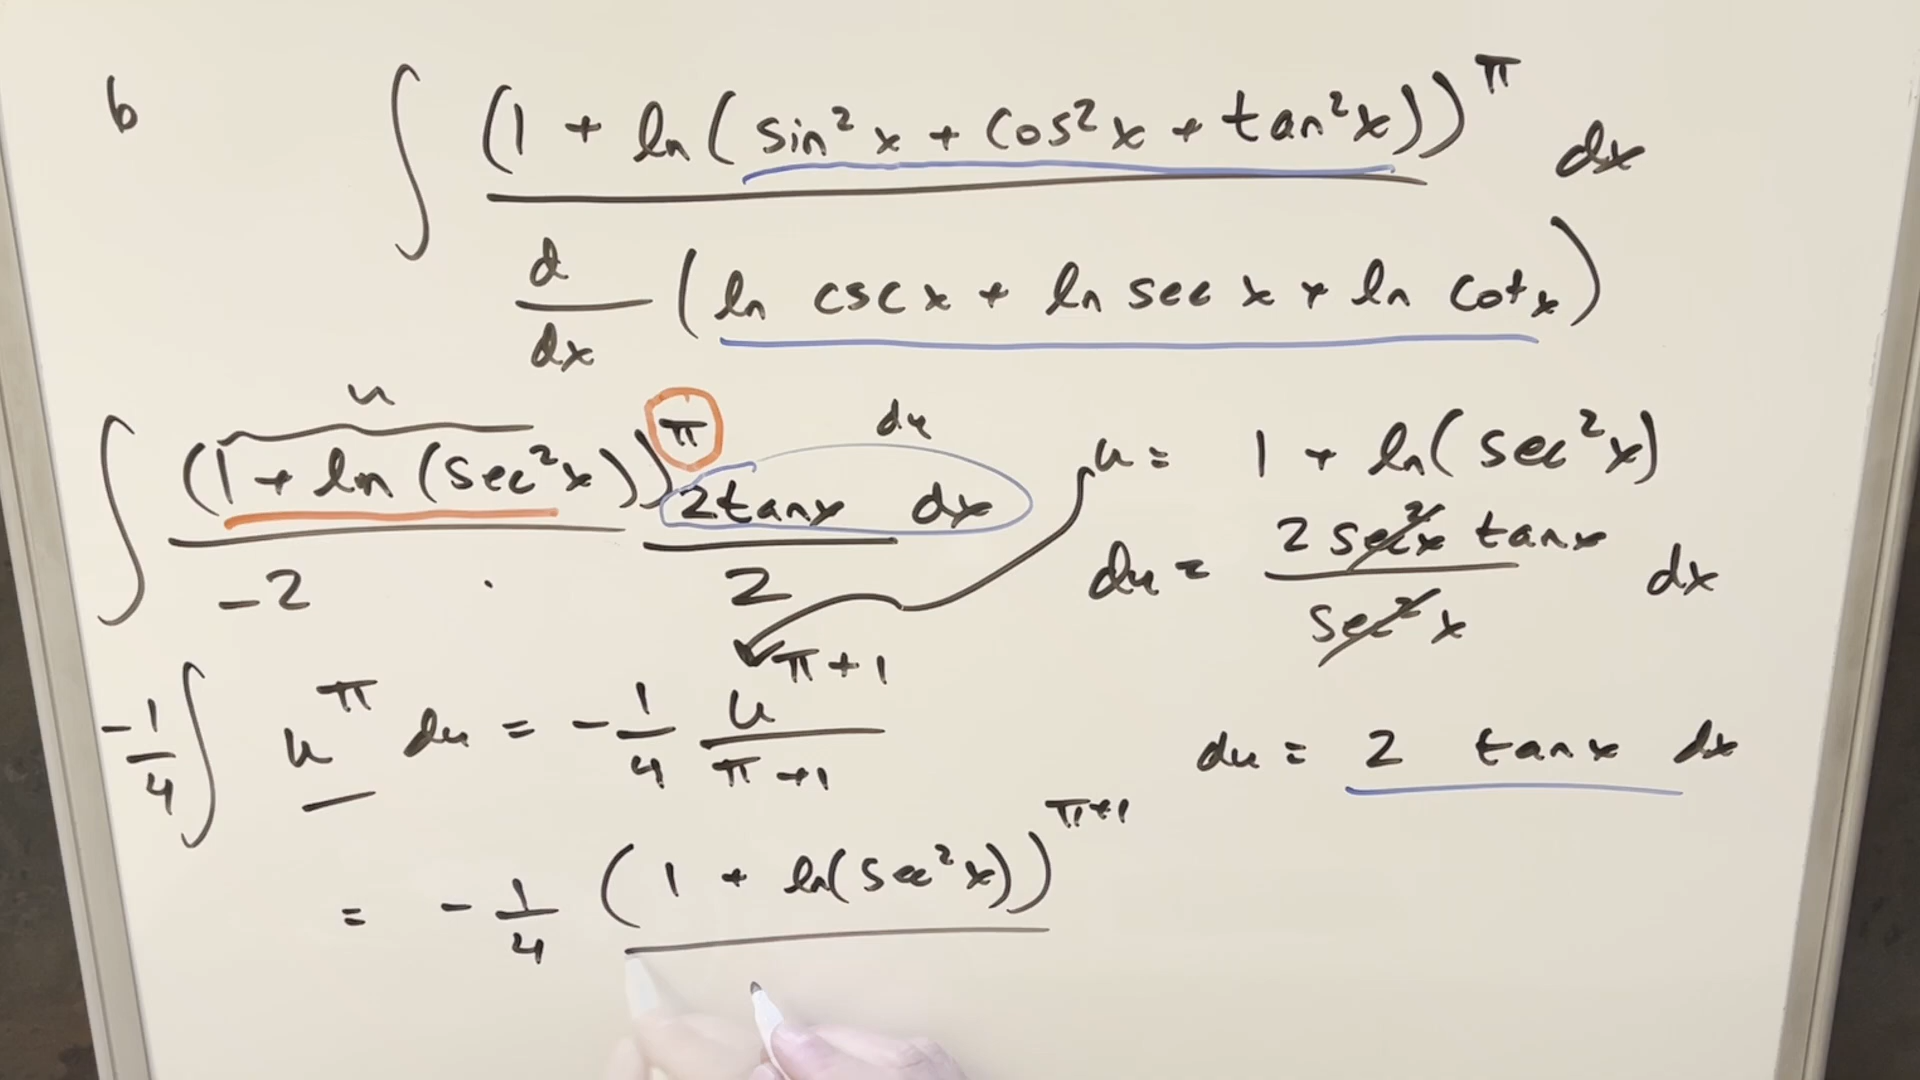 6
∫ (1 + ln(sin²x + cos²x + tan²x))^π dx
d/dx (ln csc x + ln sec x + ln cot x)
u
∫ (1 + ln(sec²x))^π / -2 · 2tanx dx / 2
du
u = 1 + ln(sec²x)
du = 2 sec²x tanx / sec²x dx
-1/4 ∫ u^π du = -1/4 u^(π+1) / π+1
du = 2 tanx dx
= -1/4 (1 + ln(sec²x))^(π+1)